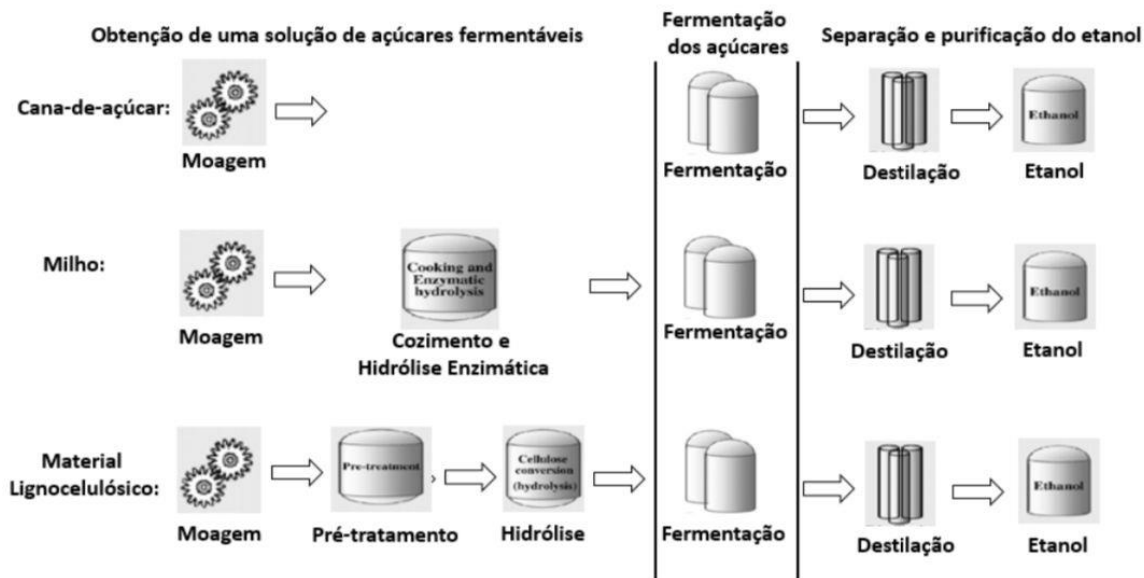 Obtenção de uma solução de açúcares fermentáveis
Fermentação
dos açúcares
Separação e purificação do etanol
Cana-de-açúcar:
Moagem
Fermentação
Destilação
Ethanol
Etanol
Milho:
Moagem
Cooking and
Enzymatic
hydrolysis
Cozimento e
Hidrólise Enzimática
Fermentação
Destilação
Ethanol
Etanol
Material
Lignocelulósico:
Moagem
Pre-treatment
Pré-tratamento
Cellulose
conversion
(hydrolysis)
Hidrólise
Fermentação
Destilação
Ethanol
Etanol